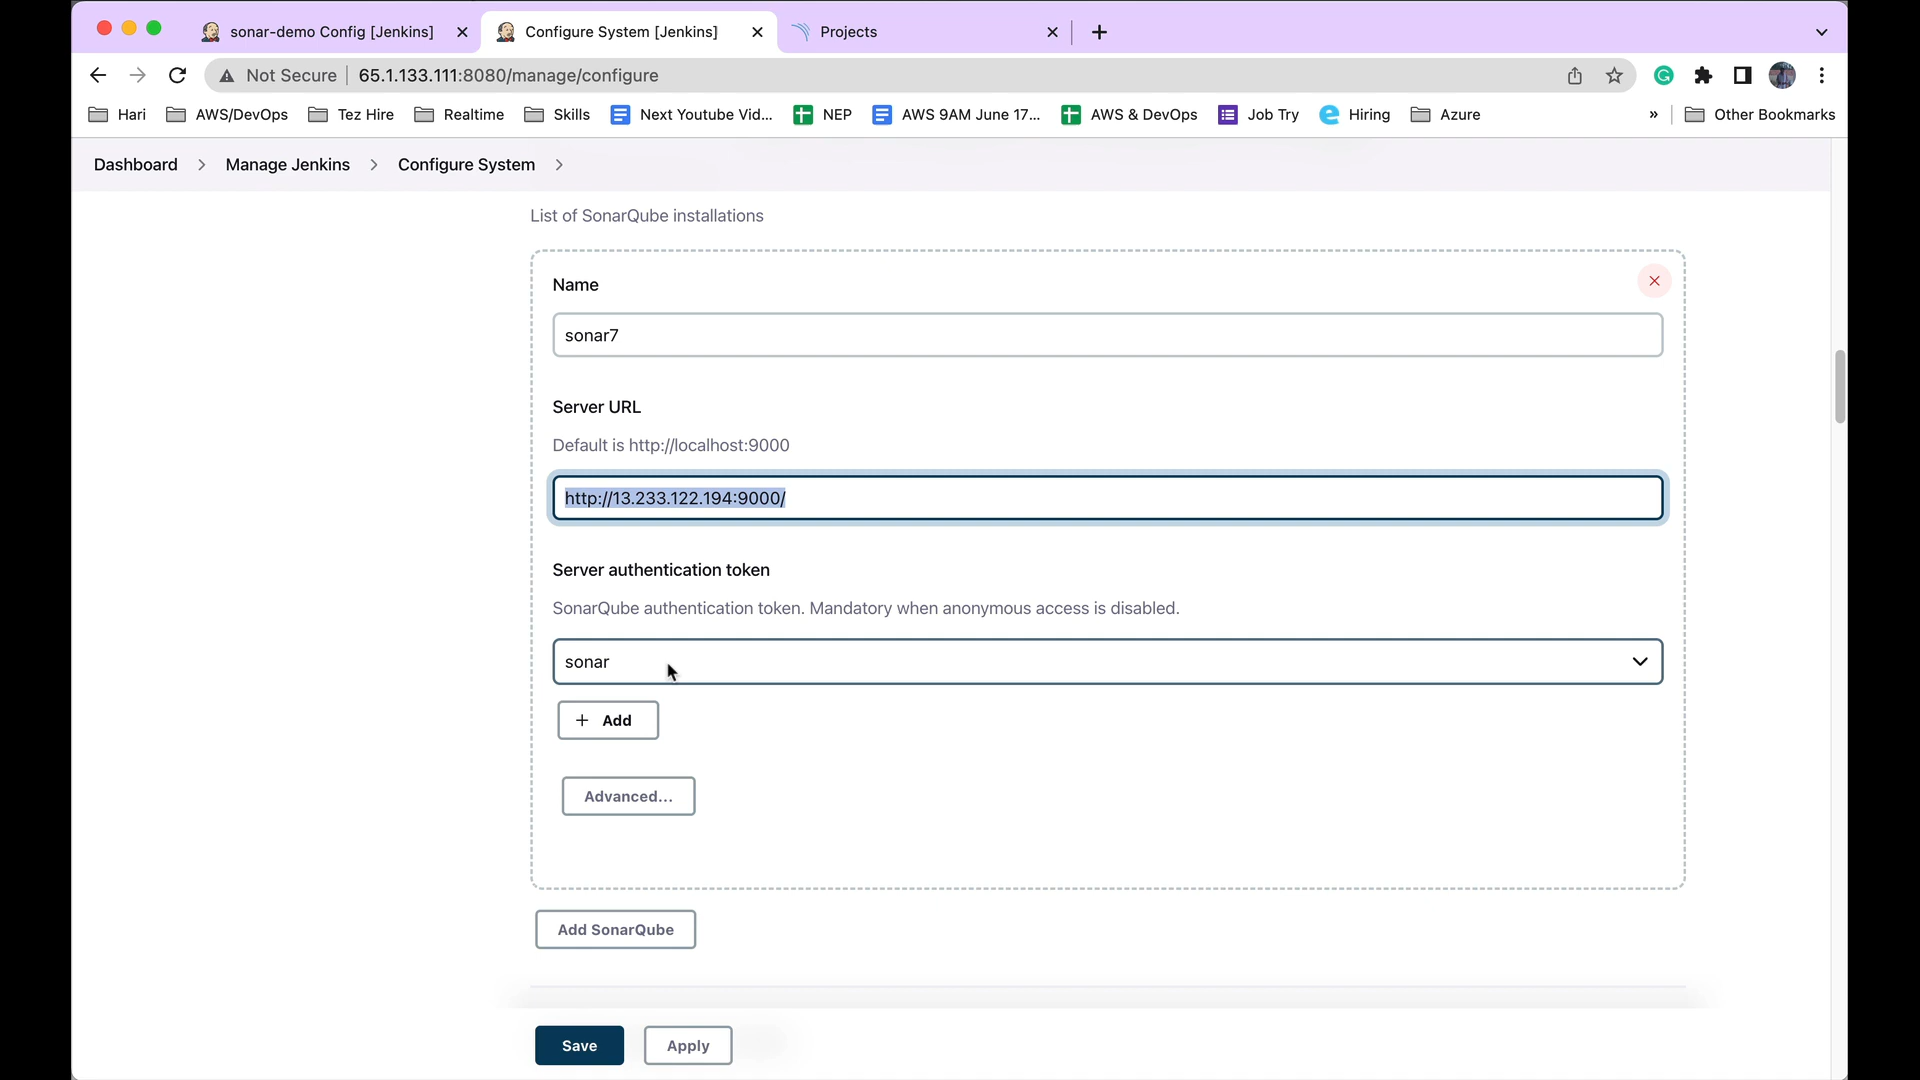 sonar-demo Config [Jenkins]
Configure System [Jenkins]
Projects
Not Secure
65.1.133.111:8080/manage/configure
Hari
AWS/DevOps
Tez Hire
Realtime
Skills
Next Youtube Vid...
NEP
AWS 9AM June 17...
AWS & DevOps
Job Try
Hiring
Azure
»
Other Bookmarks
Dashboard
Manage Jenkins
Configure System
List of SonarQube installations
Name
sonar7
Server URL
Default is http://localhost:9000
http://13.233.122.194:9000/
Server authentication token
SonarQube authentication token. Mandatory when anonymous access is disabled.
sonar
+ Add
Advanced...
Add SonarQube
Save
Apply